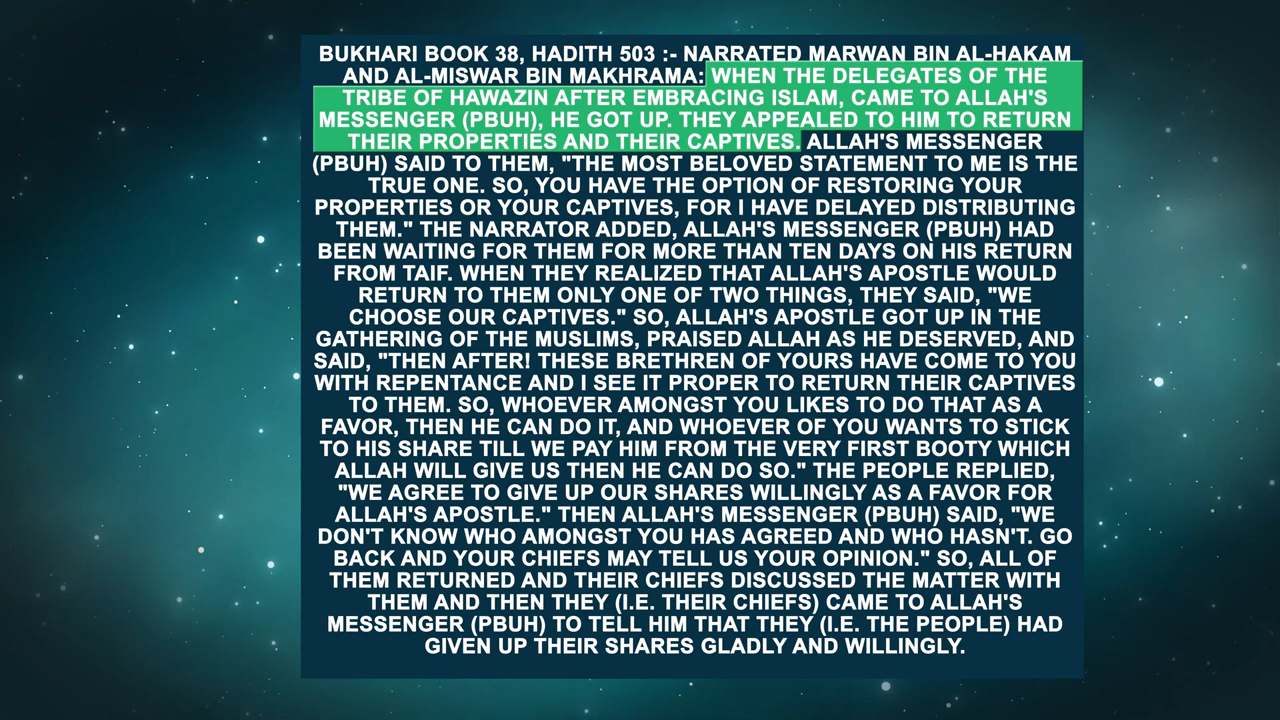 BUKHARI BOOK 38, HADITH 503 :- NARRATED MARWAN BIN AL-HAKAM
AND AL-MISWAR BIN MAKHRAMA: WHEN THE DELEGATES OF THE
TRIBE OF HAWAZIN AFTER EMBRACING ISLAM, CAME TO ALLAH'S
MESSENGER (PBUH), HE GOT UP. THEY APPEALED TO HIM TO RETURN
THEIR PROPERTIES AND THEIR CAPTIVES. ALLAH'S MESSENGER
(PBUH) SAID TO THEM, "THE MOST BELOVED STATEMENT TO ME IS THE
TRUE ONE. SO, YOU HAVE THE OPTION OF RESTORING YOUR
PROPERTIES OR YOUR CAPTIVES, FOR I HAVE DELAYED DISTRIBUTING
THEM." THE NARRATOR ADDED, ALLAH'S MESSENGER (PBUH) HAD
BEEN WAITING FOR THEM FOR MORE THAN TEN DAYS ON HIS RETURN
FROM TAIF. WHEN THEY REALIZED THAT ALLAH'S APOSTLE WOULD
RETURN TO THEM ONLY ONE OF TWO THINGS, THEY SAID, "WE
CHOOSE OUR CAPTIVES." SO, ALLAH'S APOSTLE GOT UP IN THE
GATHERING OF THE MUSLIMS, PRAISED ALLAH AS HE DESERVED, AND
SAID, "THEN AFTER! THESE BRETHREN OF YOURS HAVE COME TO YOU
WITH REPENTANCE AND I SEE IT PROPER TO RETURN THEIR CAPTIVES
TO THEM. SO, WHOEVER AMONGST YOU LIKES TO DO THAT AS A
FAVOR, THEN HE CAN DO IT, AND WHOEVER OF YOU WANTS TO STICK
TO HIS SHARE TILL WE PAY HIM FROM THE VERY FIRST BOOTY WHICH
ALLAH WILL GIVE US THEN HE CAN DO SO." THE PEOPLE REPLIED,
"WE AGREE TO GIVE UP OUR SHARES WILLINGLY AS A FAVOR FOR
ALLAH'S APOSTLE." THEN ALLAH'S MESSENGER (PBUH) SAID, "WE
DON'T KNOW WHO AMONGST YOU HAS AGREED AND WHO HASN'T. GO
BACK AND YOUR CHIEFS MAY TELL US YOUR OPINION." SO, ALL OF
THEM RETURNED AND THEIR CHIEFS DISCUSSED THE MATTER WITH
THEM AND THEN THEY (I.E. THEIR CHIEFS) CAME TO ALLAH'S
MESSENGER (PBUH) TO TELL HIM THAT THEY (I.E. THE PEOPLE) HAD
GIVEN UP THEIR SHARES GLADLY AND WILLINGLY.